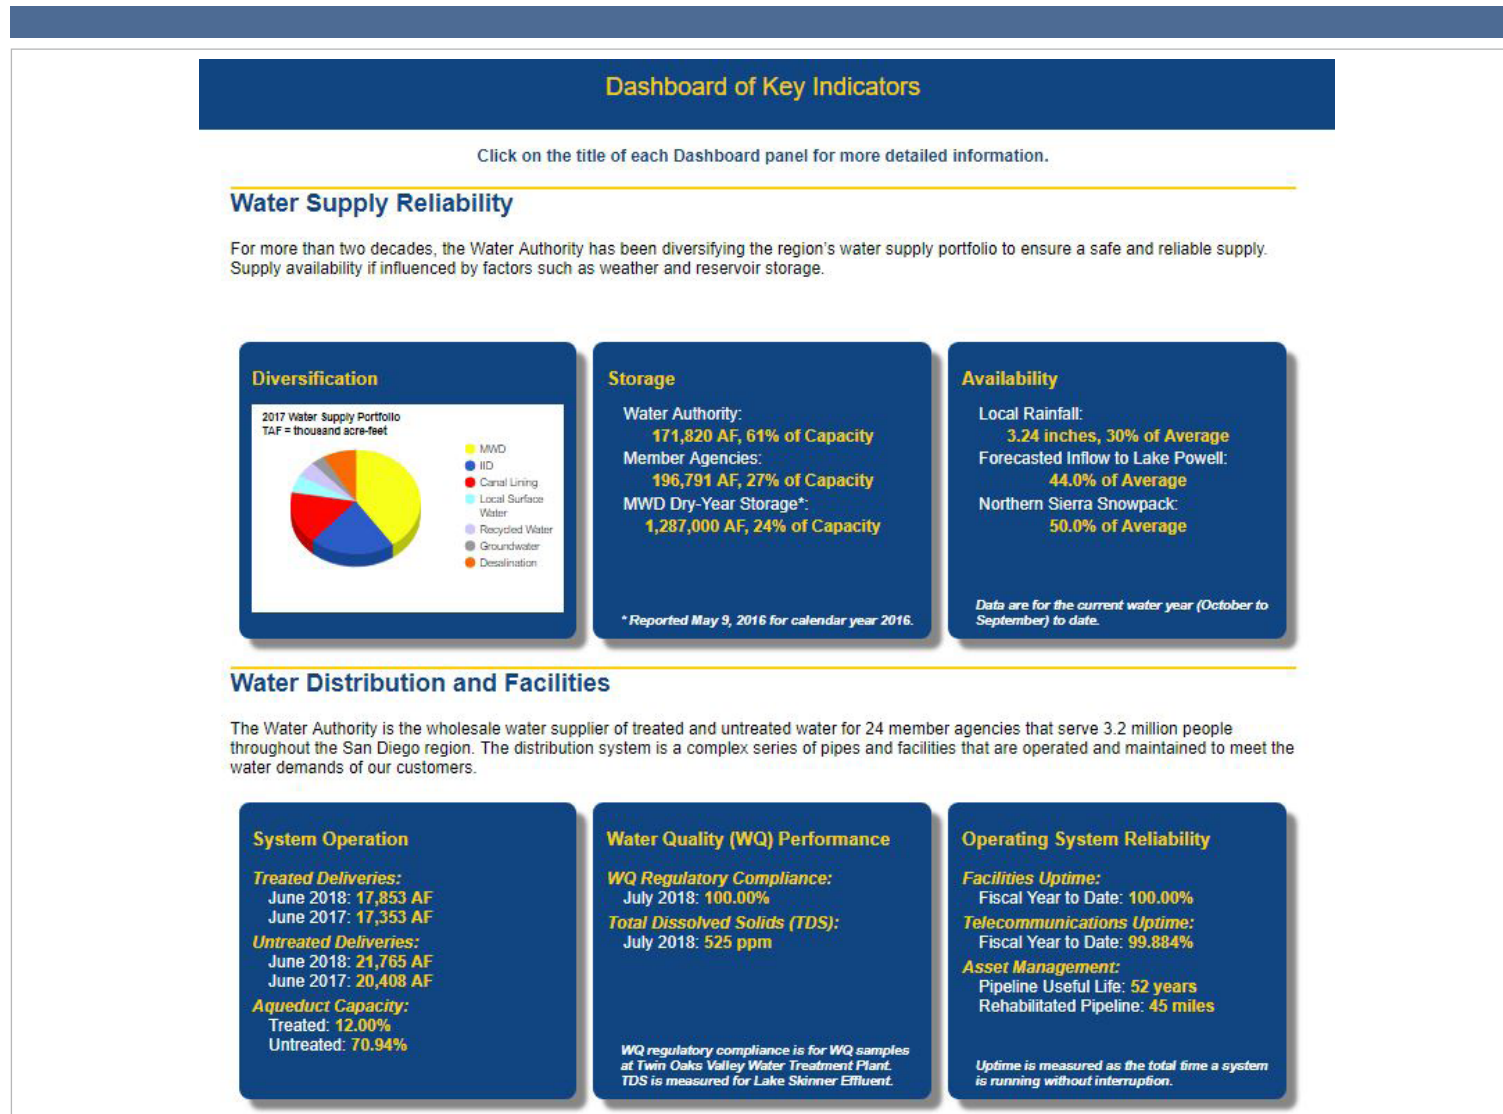 Dashboard of Key Indicators
Click on the title of each Dashboard panel for more detailed information.
Water Supply Reliability
For more than two decades, the Water Authority has been diversifying the region's water supply portfolio to ensure a safe and reliable supply.
Supply availability if influenced by factors such as weather and reservoir storage.
Diversification
2017 Water Supply Portfolio
TAF = thousand acre-feet
MWD
IID
Canal Lining
Local Surface
Water
Recycled Water
Groundwater
Desalination
Storage
Water Authority:
171,820 AF, 61% of Capacity
Member Agencies:
196,791 AF, 27% of Capacity
MWD Dry-Year Storage*:
1,287,000 AF, 24% of Capacity
* Reported May 9, 2016 for calendar year 2016.
Availability
Local Rainfall:
3.24 inches, 30% of Average
Forecasted Inflow to Lake Powell:
44.0% of Average
Northern Sierra Snowpack:
50.0% of Average
Data are for the current water year (October to
September) to date.
Water Distribution and Facilities
The Water Authority is the wholesale water supplier of treated and untreated water for 24 member agencies that serve 3.2 million people
throughout the San Diego region. The distribution system is a complex series of pipes and facilities that are operated and maintained to meet the
water demands of our customers.
System Operation
Treated Deliveries:
June 2018: 17,853 AF
June 2017: 17,353 AF
Untreated Deliveries:
June 2018: 21,765 AF
June 2017: 20,408 AF
Aqueduct Capacity:
Treated: 12.00%
Untreated: 70.94%
Water Quality (WQ) Performance
WQ Regulatory Compliance:
July 2018: 100.00%
Total Dissolved Solids (TDS):
July 2018: 525 ppm
WQ regulatory compliance is for WQ samples
at Twin Oaks Valley Water Treatment Plant.
TDS is measured for Lake Skinner Effluent.
Operating System Reliability
Facilities Uptime:
Fiscal Year to Date: 100.00%
Telecommunications Uptime:
Fiscal Year to Date: 99.884%
Asset Management:
Pipeline Useful Life: 52 years
Rehabilitated Pipeline: 45 miles
Uptime is measured as the total time a system
is running without interruption.